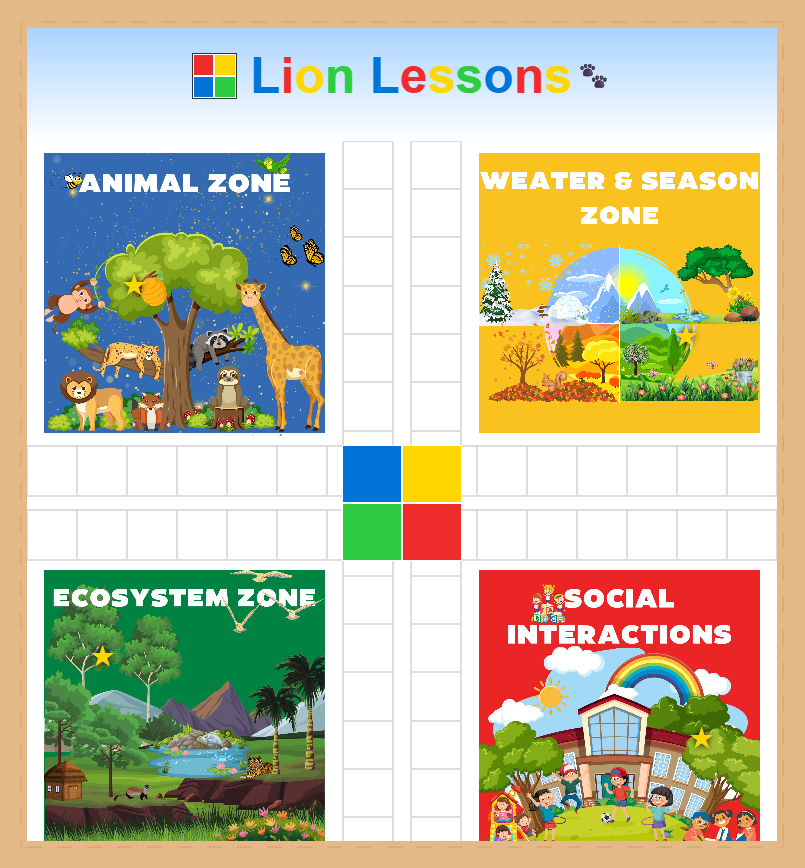 Lion Lessons
ANIMAL ZONE
WEATER & SEASON
ZONE
ECOSYSTEM ZONE
SOCIAL
INTERACTIONS